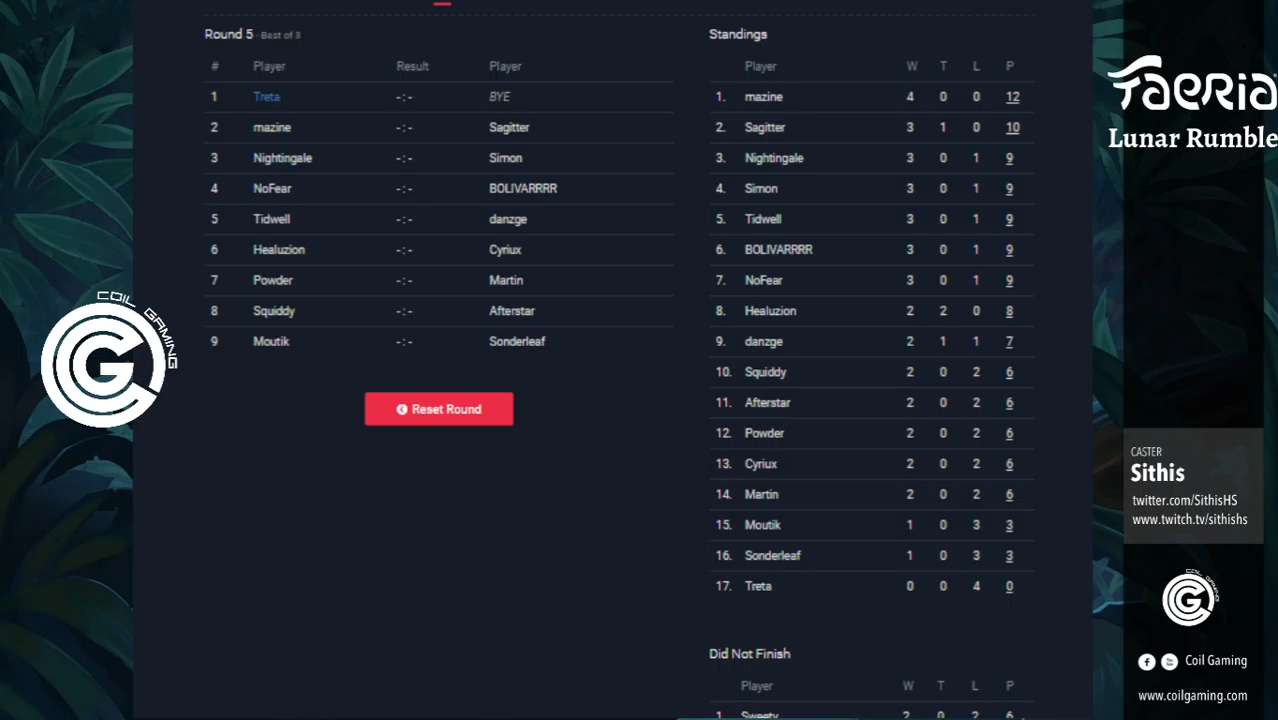 Round 5 - Best of 3
# Player Result Player
1 Treta -:- BYE
2 mazine -:- Sagitter
3 Nightingale -:- Simon
4 NoFear -:- BOLIVARRRR
5 Tidwell -:- danzge
6 Healuzion -:- Cyriux
7 Powder -:- Martin
8 Squiddy -:- Afterstar
9 Moutik -:- Sonderleaf
Reset Round
Standings
Player W T L P
1. mazine 4 0 0 12
2. Sagitter 3 1 0 10
3. Nightingale 3 0 1 9
4. Simon 3 0 1 9
5. Tidwell 3 0 1 9
6. BOLIVARRRR 3 0 1 9
7. NoFear 3 0 1 9
8. Healuzion 2 2 0 8
9. danzge 2 1 1 7
10. Squiddy 2 0 2 6
11. Afterstar 2 0 2 6
12. Powder 2 0 2 6
13. Cyriux 2 0 2 6
14. Martin 2 0 2 6
15. Moutik 1 0 3 3
16. Sonderleaf 1 0 3 3
17. Treta 0 0 4 0
Did Not Finish
Player W T L P
1. Sweety 2 0 2 6
COIL GAMING
Faeria
Lunar Rumble
CASTER
Sithis
twitter.com/SithisHS
www.twitch.tv/sithishs
COIL GAMING
Coil Gaming
www.coilgaming.com